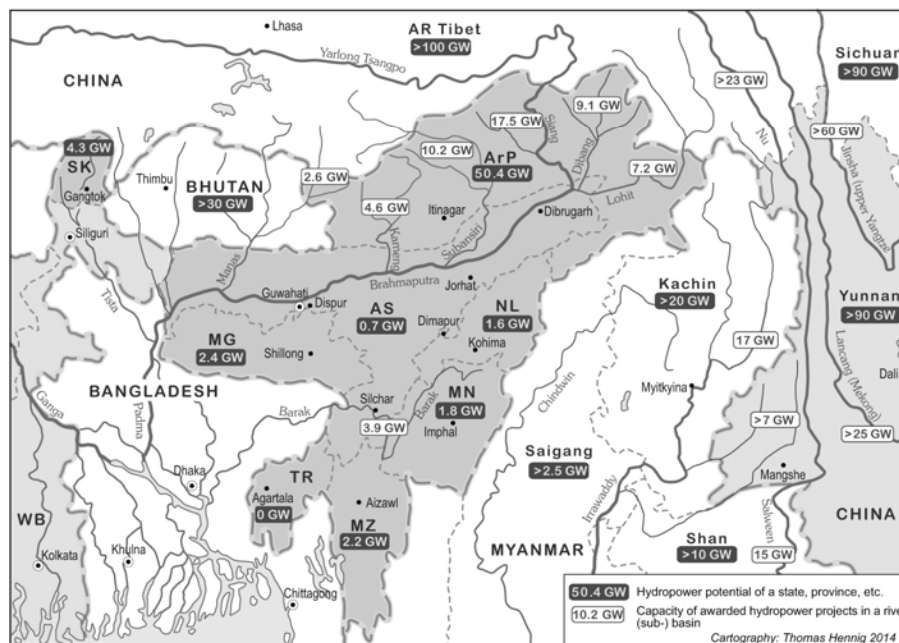 Lhasa
AR Tibet
>100 GW
Yarlong Tsangpo
Sichuan
>90 GW
CHINA
>23 GW
9.1 GW
17.5 GW
Siang
Dibang
Nu
>60 GW
Jinsha (upper Yangtze)
4.3 GW
SK
Gangtok
Thimbu
BHUTAN
>30 GW
2.6 GW
10.2 GW
ArP
50.4 GW
7.2 GW
Lohit
4.6 GW
Itinagar
Dibrugarh
Siliguri
Manas
Kameng
Subansiri
Brahmaputra
Tista
Guwahati
Dispur
Jorhat
Kachin
>20 GW
Yunnan
>90 GW
AS
0.7 GW
NL
1.6 GW
Dimapur
Kohima
MG
2.4 GW
Shillong
17 GW
Lancang (Mekong)
Dali
BANGLADESH
Chindwin
Myitkyina
Ganga
Padma
Barak
Silchar
Barak
MN
1.8 GW
Imphal
3.9 GW
>7 GW
>25 GW
Saigang
>2.5 GW
Mangshe
Dhaka
TR
Agartala
0 GW
Aizawl
MZ
2.2 GW
Irrawaddy
Salween
CHINA
WB
Kolkata
Khulna
MYANMAR
Shan
>10 GW
15 GW
Chittagong
50.4 GW Hydropower potential of a state, province, etc.
10.2 GW Capacity of awarded hydropower projects in a rive
(sub-) basin
Cartography: Thomas Hennig 2014